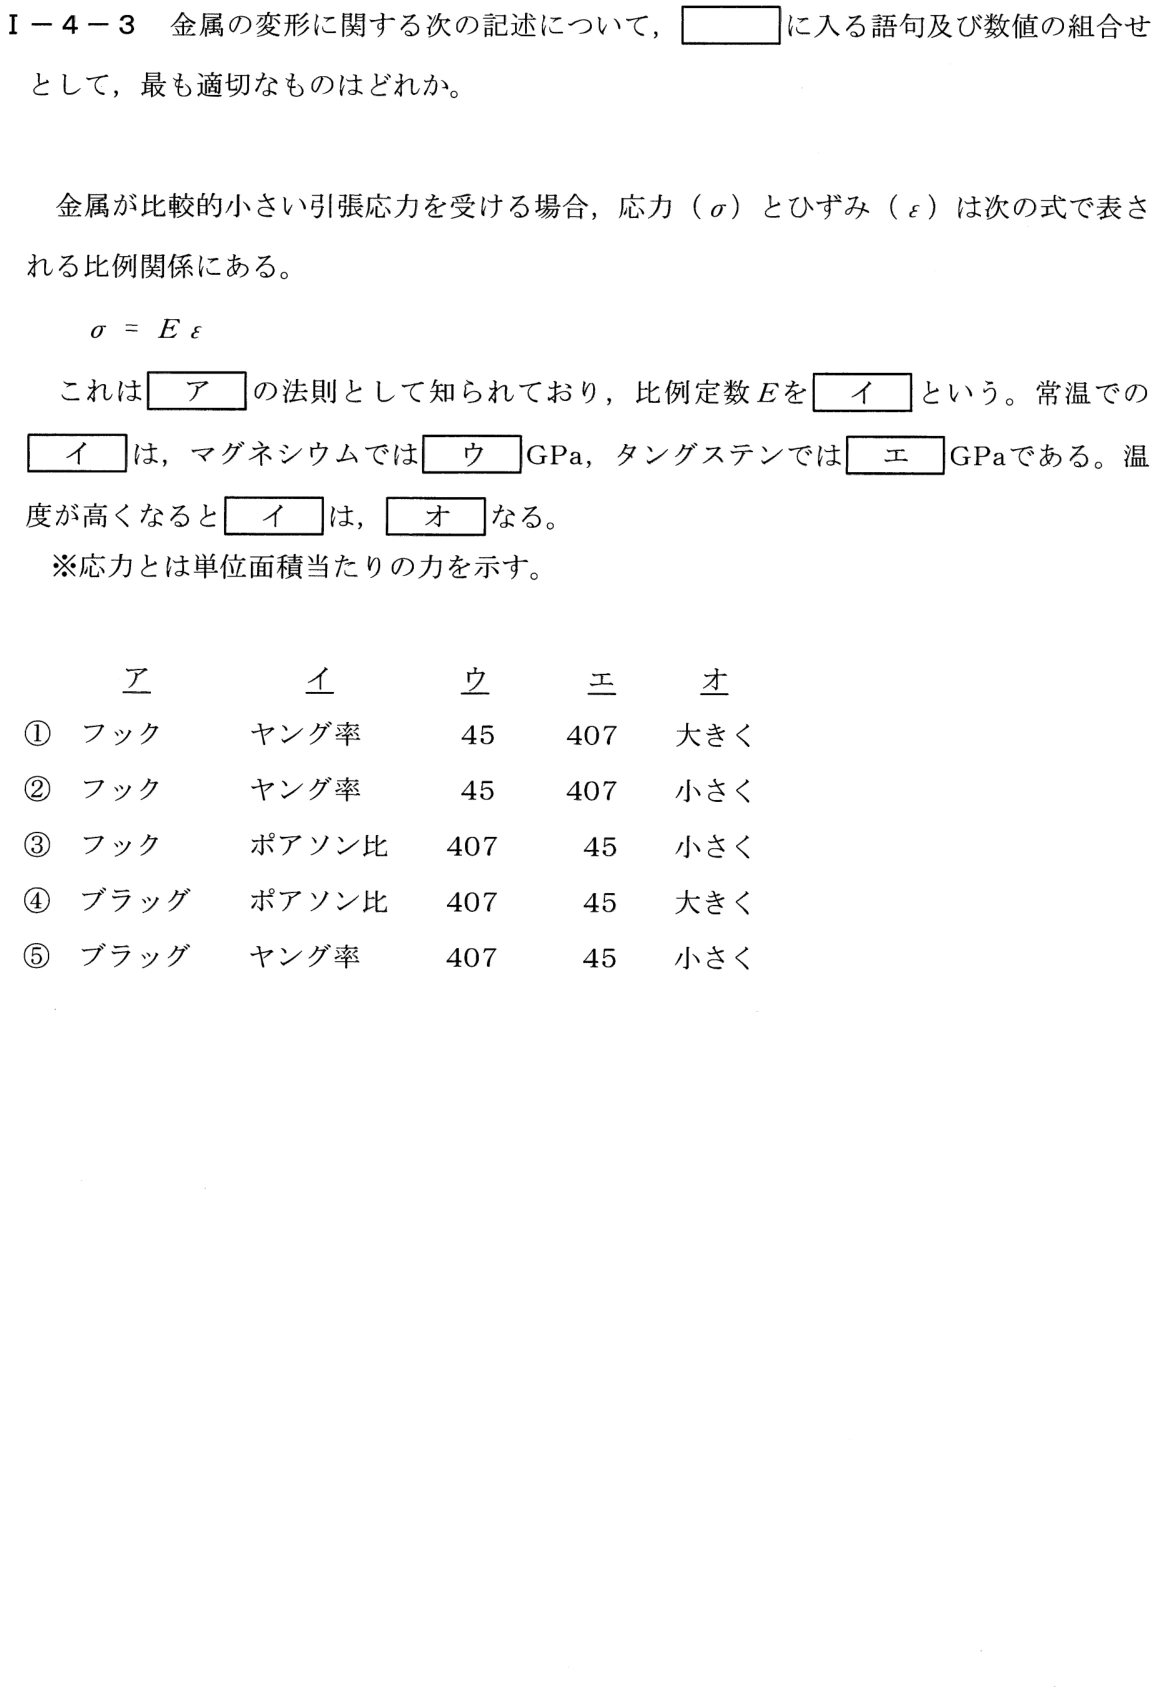 Ⅰ－4－3　金属の変形に関する次の記述について，　　　に入る語句及び数値の組合せ
として，最も適切なものはどれか。
金属が比較的小さい引張応力を受ける場合，応力（σ）とひずみ（ε）は次の式で表さ
れる比例関係にある。
σ = E ε
これは ア の法則として知られており，比例定数Eを イ という。常温での
イ は，マグネシウムでは ウ GPa，タングステンでは エ GPaである。温
度が高くなると イ は， オ なる。
※応力とは単位面積当たりの力を示す。
ア　イ　ウ　エ　オ
① フック　ヤング率　45　407　大きく
② フック　ヤング率　45　407　小さく
③ フック　ポアソン比　407　45　小さく
④ ブラッグ　ポアソン比　407　45　大きく
⑤ ブラッグ　ヤング率　407　45　小さく